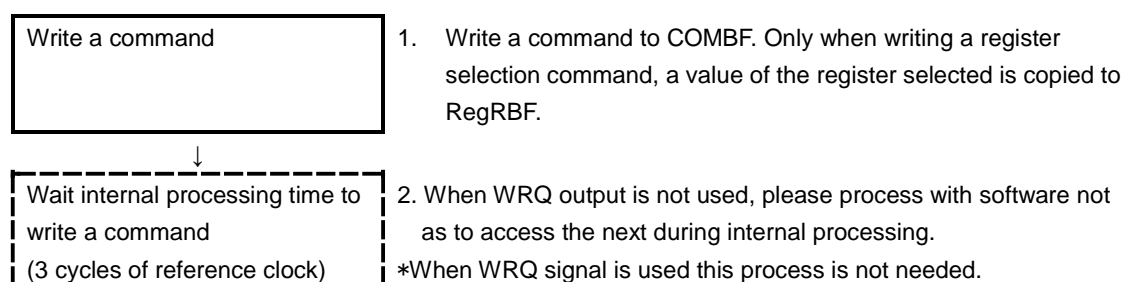 Write a command
1. Write a command to COMBF. Only when writing a register
selection command, a value of the register selected is copied to
RegRBF.
↓
Wait internal processing time to
write a command
(3 cycles of reference clock)
2. When WRQ output is not used, please process with software not
as to access the next during internal processing.
*When WRQ signal is used this process is not needed.